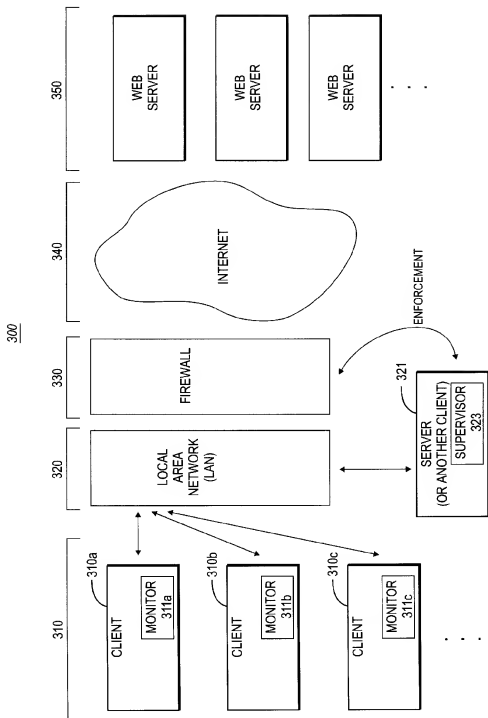 300
310
320
330
340
350
310a
CLIENT
MONITOR
311a
310b
CLIENT
MONITOR
311b
310c
CLIENT
MONITOR
311c
. . .
LOCAL
AREA
NETWORK
(LAN)
FIREWALL
INTERNET
WEB
SERVER
WEB
SERVER
WEB
SERVER
. . .
321
SERVER
(OR ANOTHER CLIENT)
SUPERVISOR
323
ENFORCEMENT